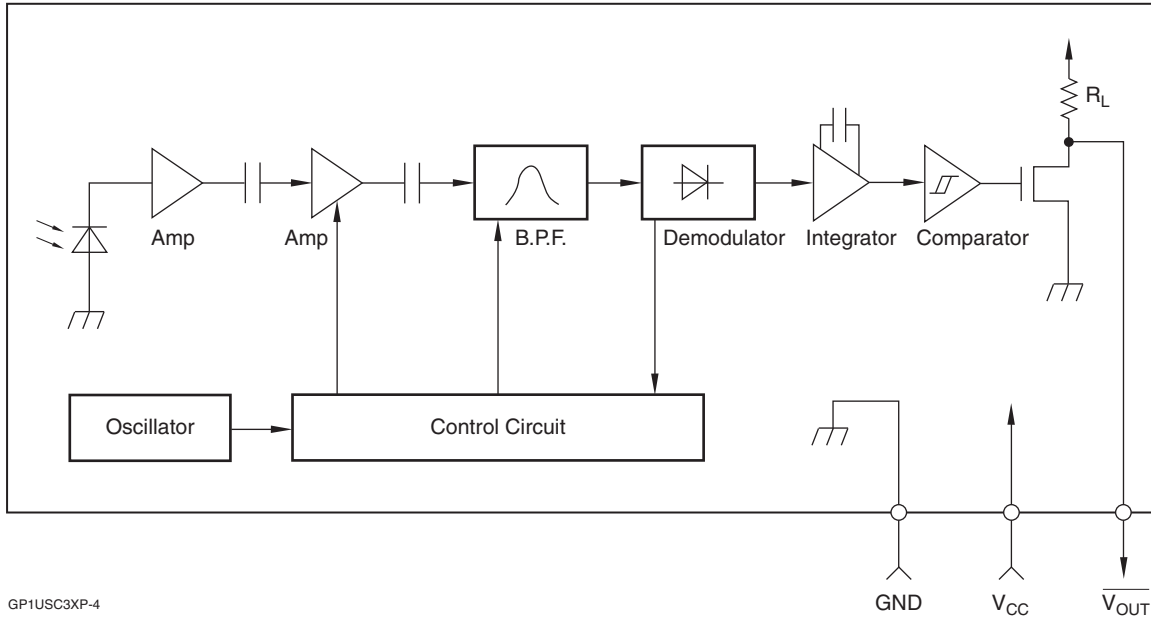 R_L
Amp
Amp
B.P.F.
Demodulator
Integrator
Comparator
Oscillator
Control Circuit
GP1USC3XP-4
GND
V_CC
V_OUT